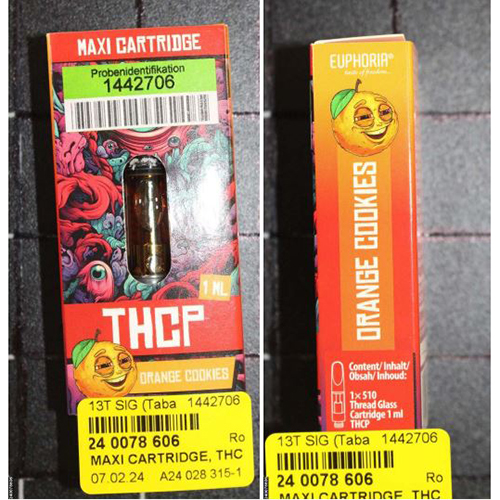 MAXI CARTRIDGE
Probenidentifikation
1442706
1 ML
THCP
ORANGE COOKIES
13T SIG (Taba 1442706
24 0078 606 Ro
MAXI CARTRIDGE, THC
07.02.24 A24 028 315-1
EUPHORIA®
ORANGE COOKIES
Content/Inhalt/
Obsah/Inhoud:
1×510
Thread Glass
Cartridge 1 ml
THCP
13T SIG (Taba 1442706
24 0078 606 Ro
MAXI CARTRIDGE, THC